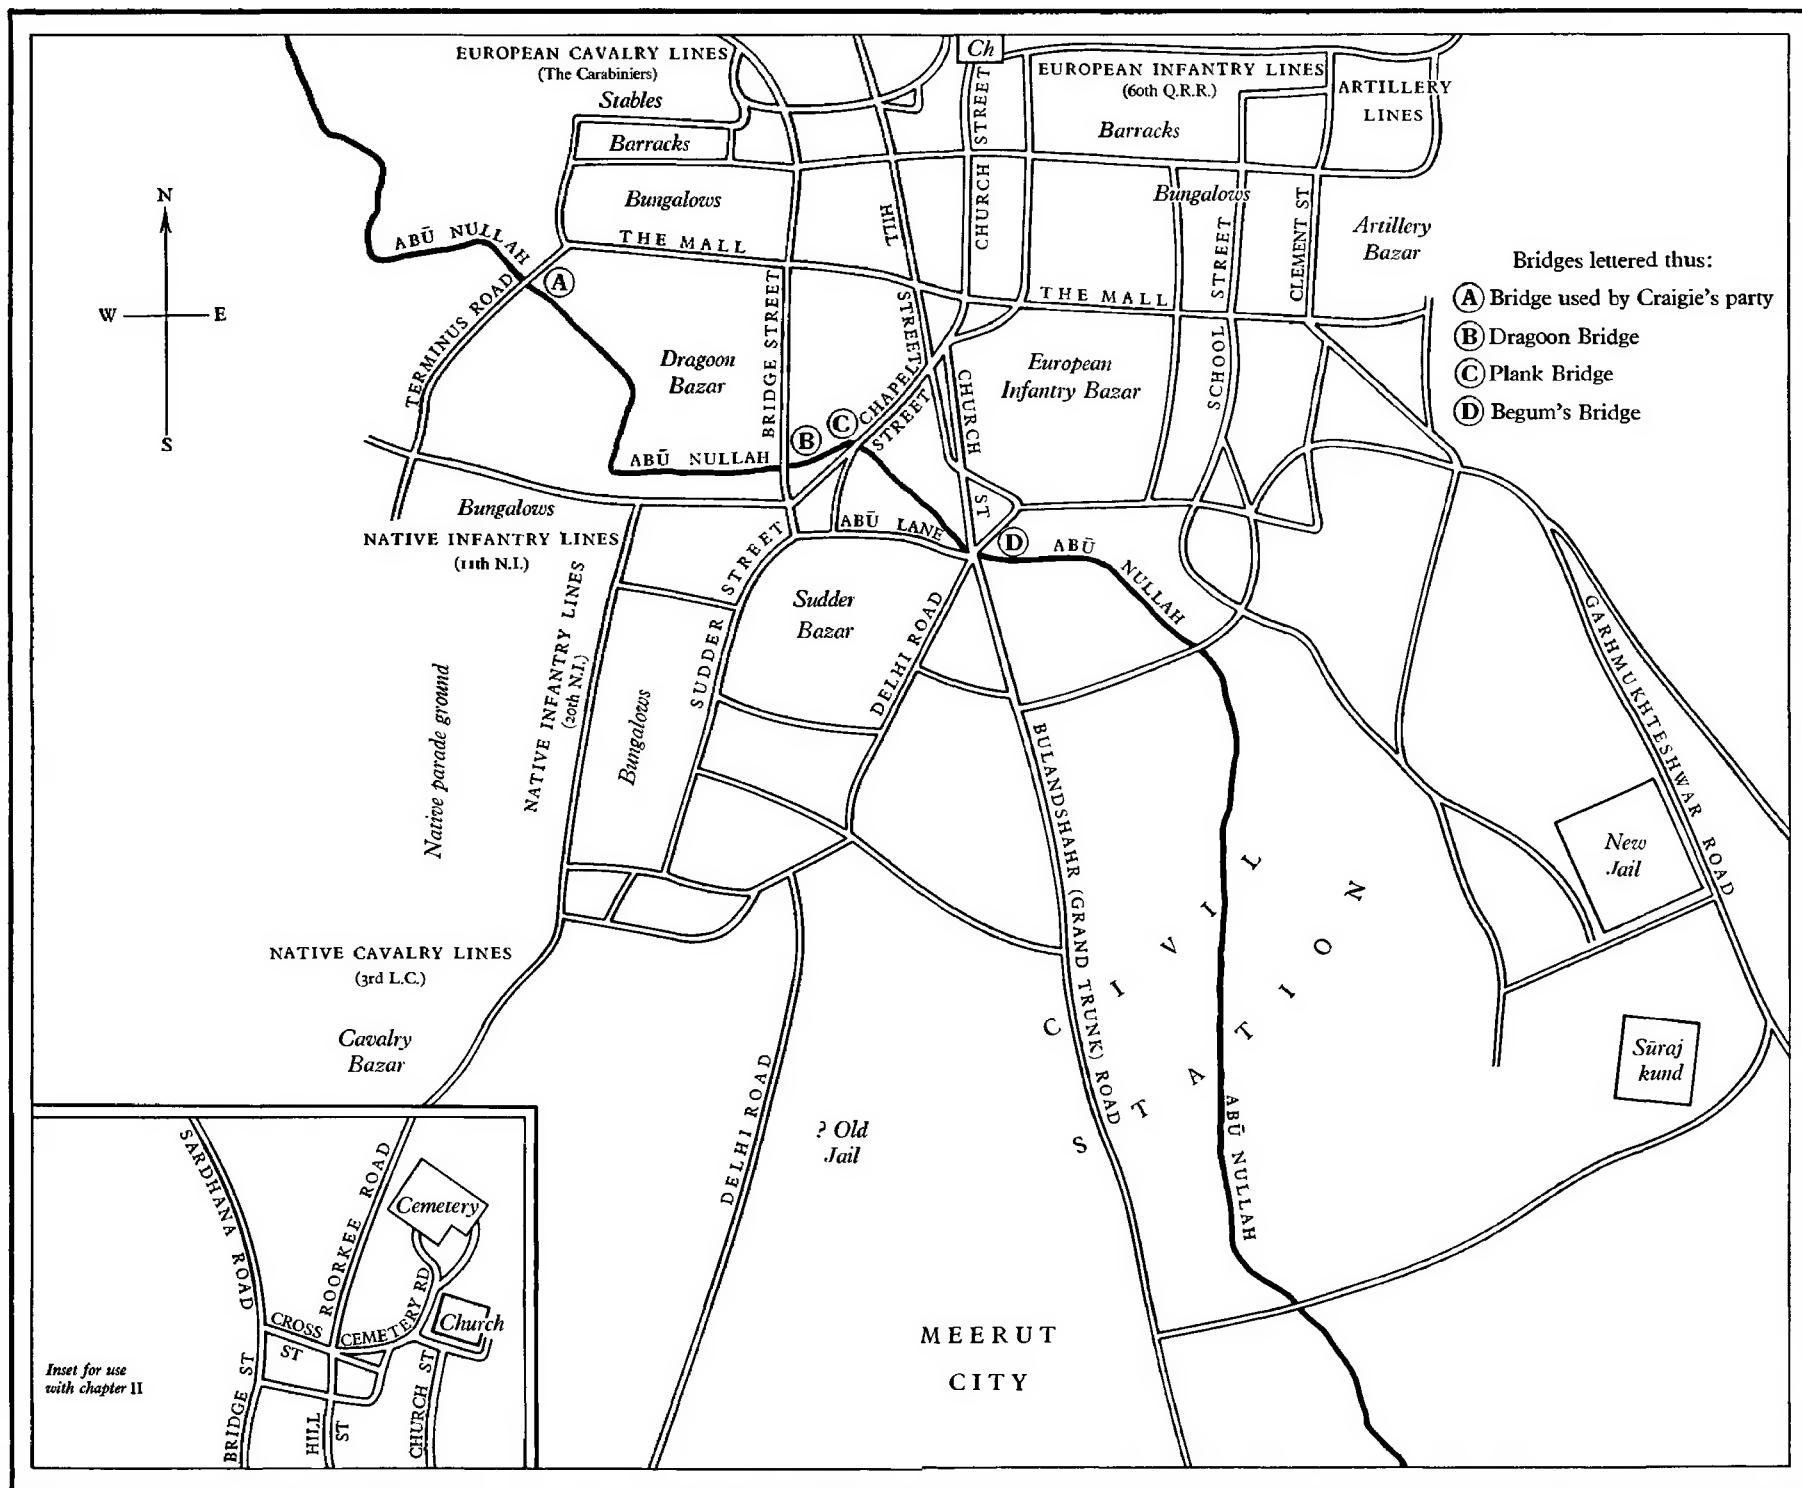 EUROPEAN CAVALRY LINES
(The Carabiniers)
Stables
Barracks
Bungalows
Ch
EUROPEAN INFANTRY LINES
(60th Q.R.R.)
Barracks
ARTILLERY
LINES
Bungalows
Artillery
Bazar
N
W
E
S
ABŪ NULLAH
THE MALL
HILL
STREET
CHURCH STREET
THE MALL
SCHOOL STREET
CLEMENT ST
Bridges lettered thus:
A Bridge used by Craigie's party
B Dragoon Bridge
C Plank Bridge
D Begum's Bridge
A
TERMINUS ROAD
Dragoon
Bazar
BRIDGE STREET
CHAPEL
STREET
European
Infantry Bazar
CHURCH
ST
B
C
ABŪ NULLAH
Bungalows
NATIVE INFANTRY LINES
(11th N.I.)
ABŪ LANE
D
ABŪ
NULLAH
SUDDER STREET
Sudder
Bazar
DELHI ROAD
NATIVE INFANTRY LINES
(20th N.I.)
Bungalows
Native parade ground
GARHMUKHTESHWAR ROAD
New
Jail
BULANDSHAHR (GRAND TRUNK) ROAD
CIVIL
STATION
NATIVE CAVALRY LINES
(3rd L.C.)
Cavalry
Bazar
DELHI ROAD
? Old
Jail
ABŪ NULLAH
Sūraj
kund
MEERUT
CITY
SARDHANA ROAD
ROORKEE ROAD
Cemetery
CEMETERY RD
Church
CROSS
ST
Inset for use
with chapter II
BRIDGE ST
HILL
ST
CHURCH ST